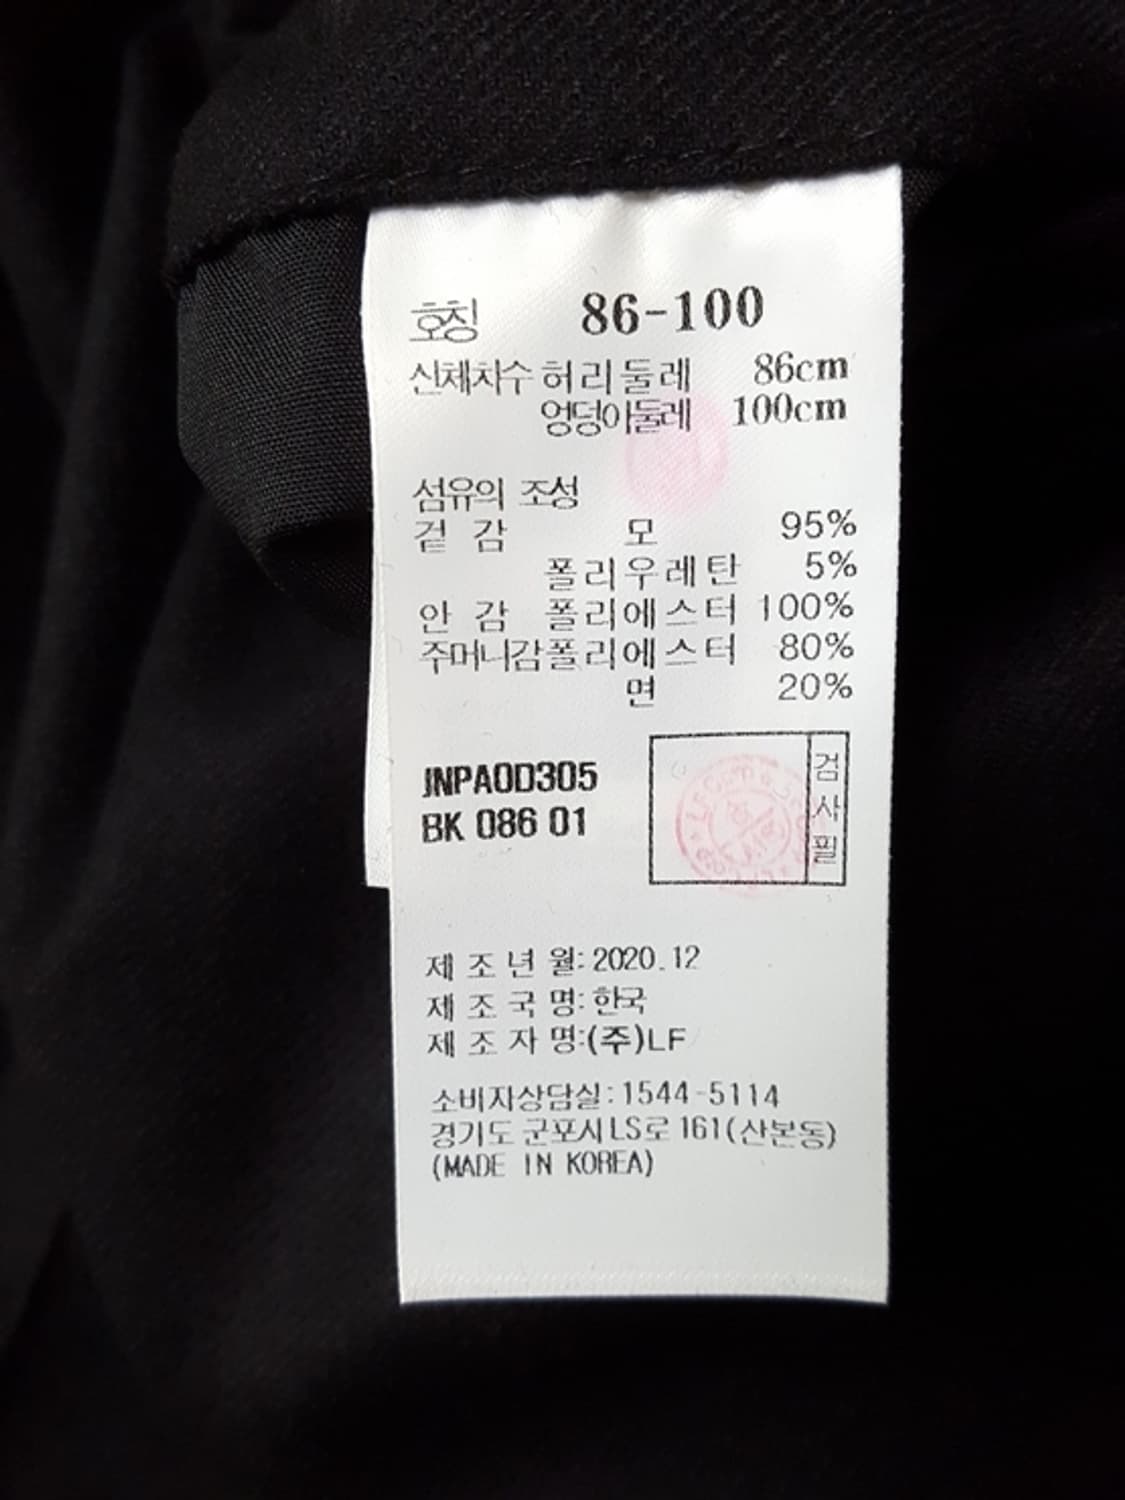 호칭 86-100
신체치수 허리둘레 86cm
엉덩이둘레 100cm
섬유의 조성
겉 감 모 95%
폴리우레탄 5%
안 감 폴리에스터 100%
주머니감 폴리에스터 80%
면 20%
JNPA0D305
BK 086 01
검사필
제조년월: 2020.12
제조국명: 한국
제조자명:(주)LF
소비자상담실: 1544-5114
경기도 군포시 LS로 161(산본동)
(MADE IN KOREA)